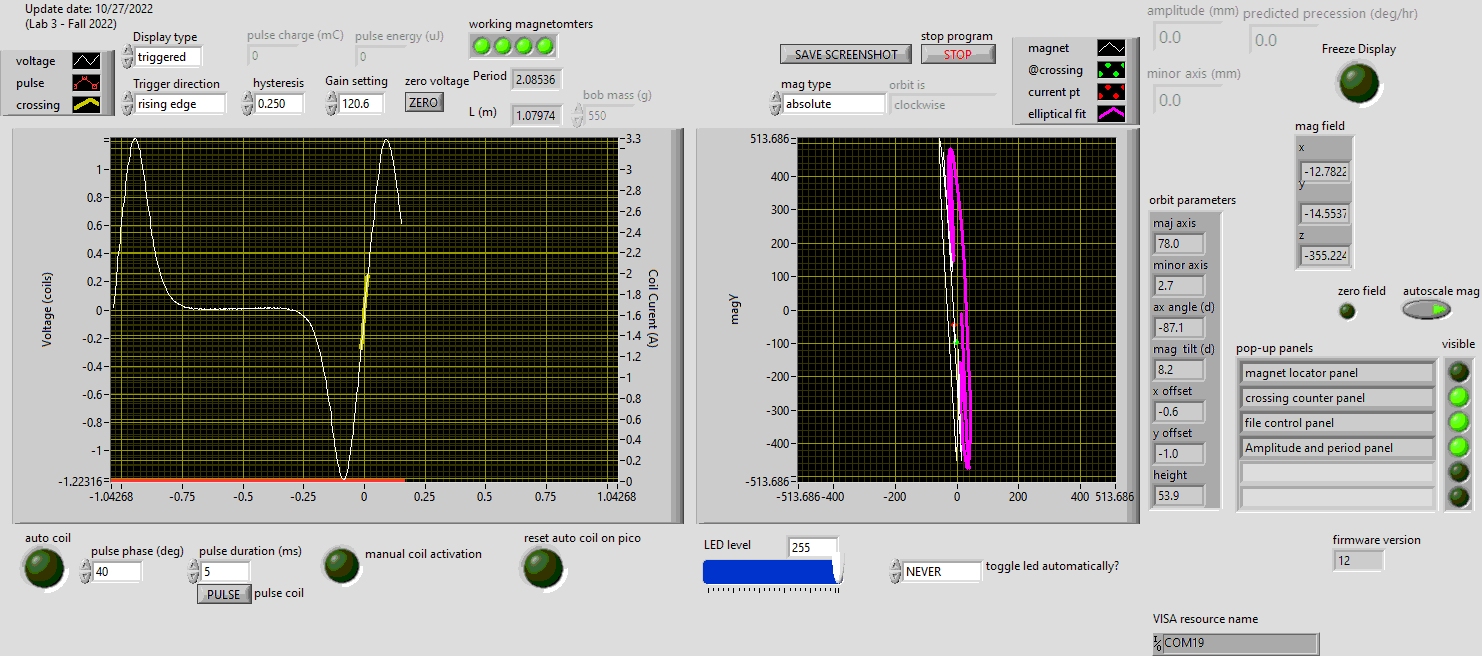 Update date: 10/27/2022
(Lab 3 - Fall 2022)
voltage
pulse
crossing
Display type
triggered
Trigger direction
rising edge
pulse charge (mC)
0
pulse energy (uJ)
0
hysteresis
0.250
Gain setting
120.6
zero voltage
ZERO
working magnetomters
Period
2.08536
L (m)
1.07974
bob mass (g)
550
SAVE SCREENSHOT
stop program
STOP
mag type
absolute
orbit is
clockwise
magnet
@crossing
current pt
elliptical fit
amplitude (mm)
0.0
predicted precession (deg/hr)
0.0
minor axis (mm)
0.0
Freeze Display
mag field
x
-12.7822
y
-14.5537
z
-355.224
Voltage (coils)
1
0.8
0.6
0.4
0.2
0
-0.2
-0.4
-0.6
-0.8
-1
-1.22316
-1.04268
-0.75
-0.5
-0.25
0
0.25
0.5
0.75
1.04268
3.3
3
2.8
2.6
2.4
2.2
2
1.8
1.6
1.4
1.2
1
0.8
0.6
0.4
0.2
0
Coil Curent (A)
magy
513.686
400
300
200
100
0
-100
-200
-300
-400
-513.686
-513.686
-400
-200
0
200
400
513.686
orbit parameters
maj axis
78.0
minor axis
2.7
ax angle (d)
-87.1
mag tilt (d)
8.2
x offset
-0.6
y offset
-1.0
height
53.9
zero field
autoscale mag
pop-up panels
visible
magnet locator panel
crossing counter panel
file control panel
Amplitude and period panel
auto coil
pulse phase (deg)
40
pulse duration (ms)
5
PULSE
pulse coil
manual coil activation
reset auto coil on pico
LED level
255
NEVER
toggle led automatically?
firmware version
12
VISA resource name
I/0
COM19